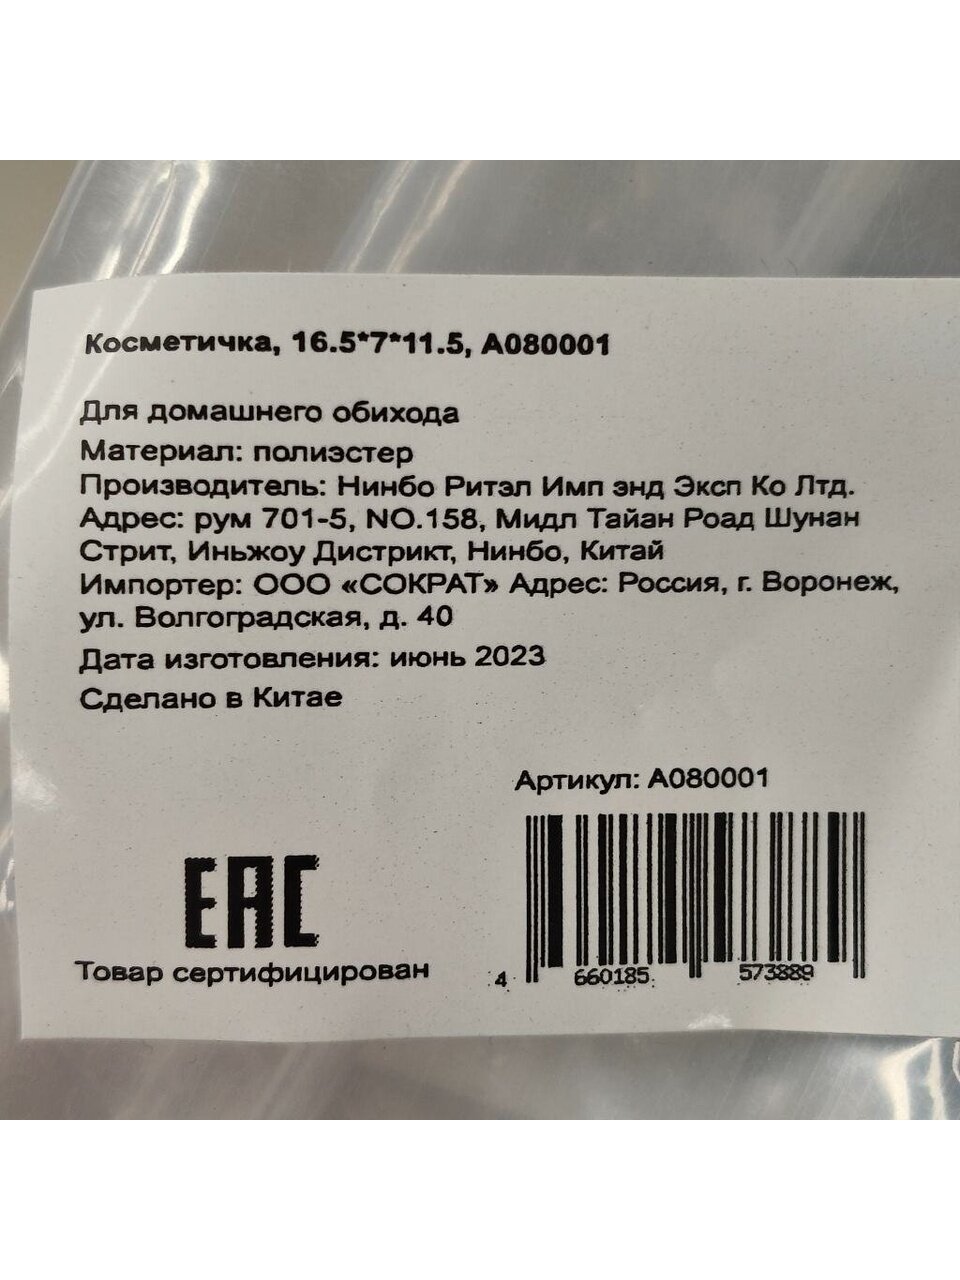 Косметичка, 16.5*7*11.5, А080001
Для домашнего обихода
Материал: полиэстер
Производитель: Нинбо Ритэл Имп энд Эксп Ко Лтд.
Адрес: рум 701-5, NO.158, Мидл Тайан Роад Шунан
Стрит, Иньжоу Дистрикт, Нинбо, Китай
Импортер: ООО «СОКРАТ» Адрес: Россия, г. Воронеж,
ул. Волгоградская, д. 40
Дата изготовления: июнь 2023
Сделано в Китае
Артикул: А080001
EAC
Товар сертифицирован
4 660185 573889